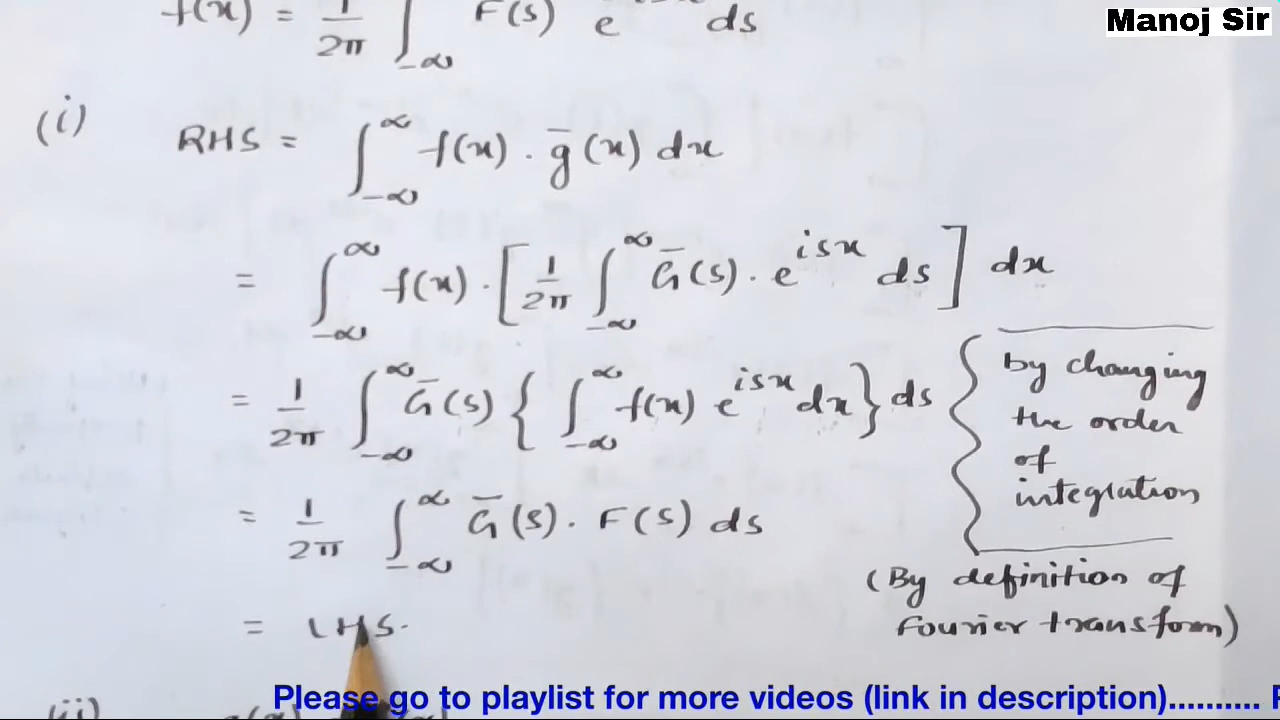 Manoj Sir
f(x) = 1/2π ∫_{-∞} F(s) e ds
(i) RHS = ∫_{-∞}^{∞} f(x) . ḡ(x) dx
= ∫_{-∞}^{∞} f(x) . [ 1/2π ∫_{-∞}^{∞} Ḡ(s) . e^{isx} ds ] dx
= 1/2π ∫_{-∞}^{∞} Ḡ(s) { ∫_{-∞}^{∞} f(x) e^{isx} dx } ds
{ by changing
the order
of
integration
= 1/2π ∫_{-∞}^{∞} Ḡ(s) . F(s) ds
(By definition of
Fourier transform)
= LHS.
(ii)
Please go to playlist for more videos (link in description)..........